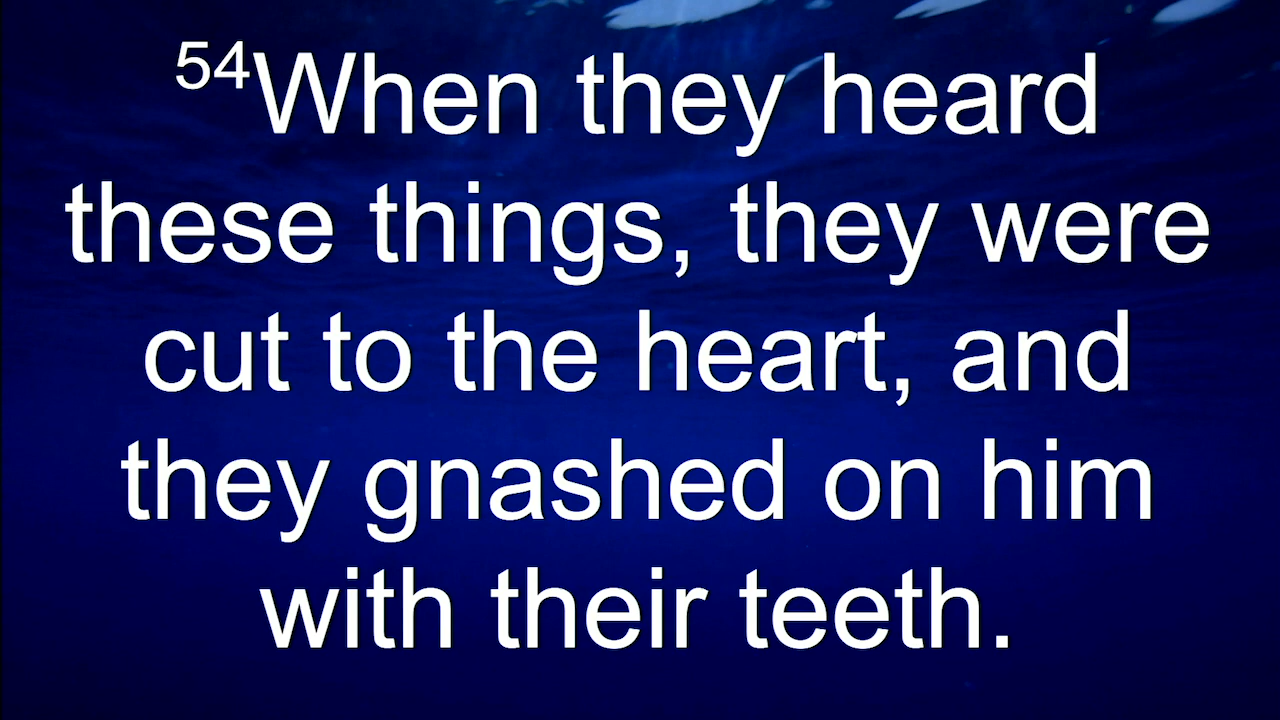 54When they heard
these things, they were
cut to the heart, and
they gnashed on him
with their teeth.